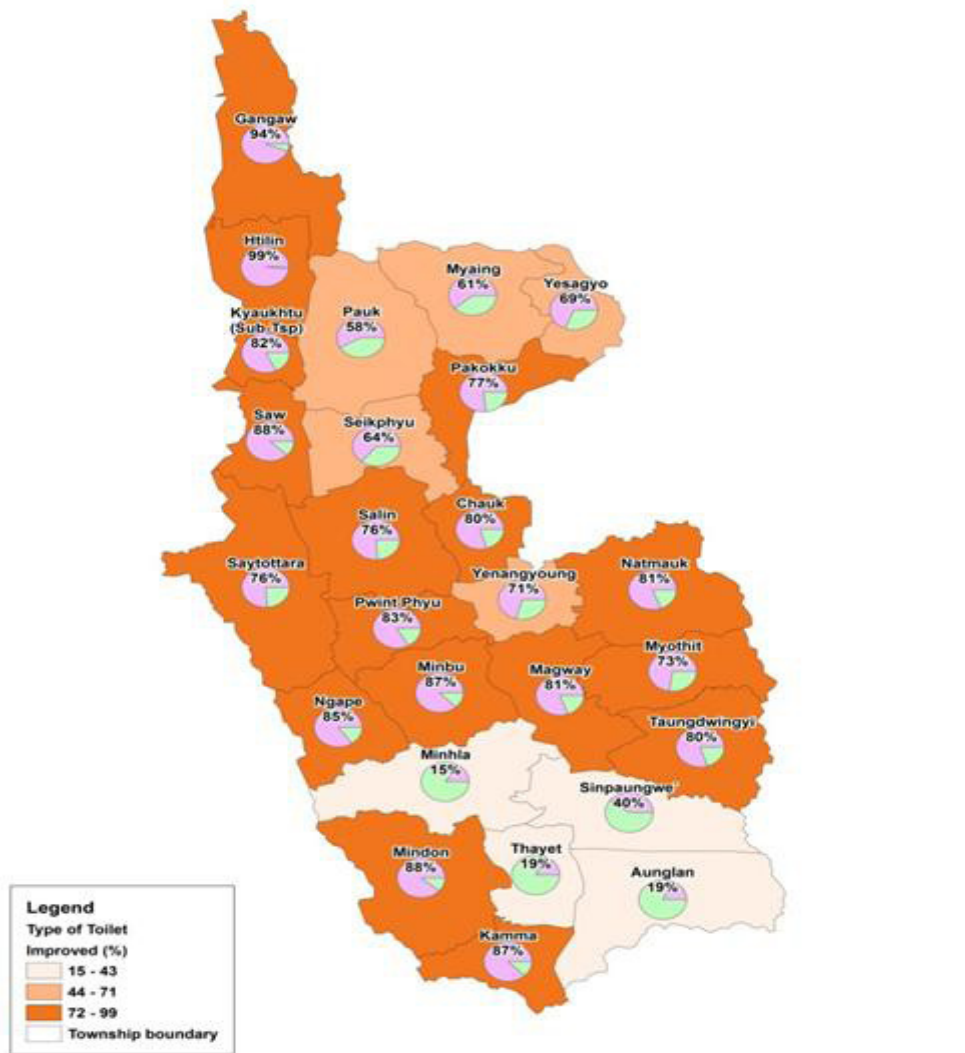 Gangaw
94%
Htilin
99%
Myaing
61%
Yesagyo
69%
Kyaukhtu
(Sub Tsp)
82%
Pauk
58%
Pakokku
77%
Saw
88%
Seikphyu
64%
Chauk
80%
Salin
76%
Saytottara
76%
Yenangyoung
71%
Natmauk
81%
Pwint Phyu
83%
Myothit
73%
Minbu
87%
Magway
81%
Ngape
85%
Taungdwingyi
80%
Minhla
15%
Sinpaungwe
40%
Mindon
88%
Thayet
19%
Aunglan
19%
Kamma
87%
Legend
Type of Toilet
Improved (%)
15 - 43
44 - 71
72 - 99
Township boundary